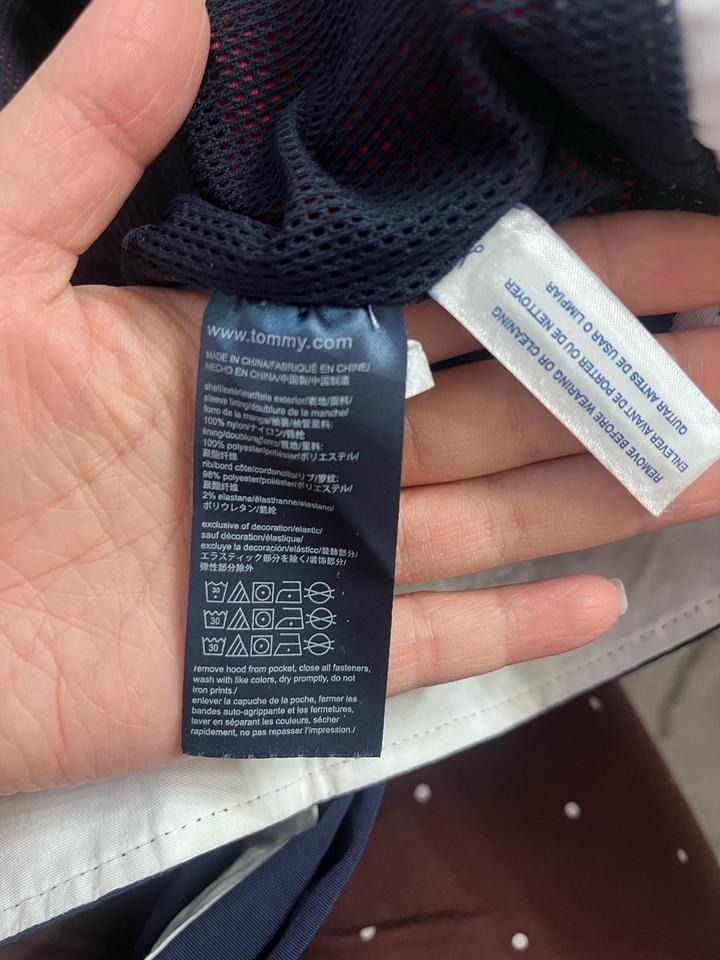 www.tommy.com
MADE IN CHINA/FABRIQUÉ EN CHINE/
HECHO EN CHINA/中国製/中国制造
shell/extérieur/tela exterior/表地/面料/
sleeve lining/doublure de la manche/
forro de la manga/袖裏/袖管里料:
100% nylon/ナイロン/锦纶
lining/doublure/forro/裏地/里料:
100% polyester/poliéster/ポリエステル/
聚酯纤维
rib/bord côte/cordoncillo/リブ/罗纹:
98% polyester/poliéster/ポリエステル/
聚酯纤维
2% elastane/élasthanne/elastano/
ポリウレタン/氨纶
exclusive of decoration/elastic/
sauf décoration/élastique/
excluye la decoración/elástico/装飾部分/
エラスティック部分を除く/装饰部分/
弹性部分除外
30
30
30
remove hood from pocket, close all fasteners,
wash with like colors, dry promptly, do not
iron prints./
enlever la capuche de la poche, fermer les
bandes auto-agrippante et les fermetures,
laver en séparant les couleurs, sécher
rapidement, ne pas repasser l'impression./
REMOVE BEFORE WEARING OR CLEANING
ENLEVER AVANT DE PORTER OU DE NETTOYER
QUITAR ANTES DE USAR O LIMPIAR